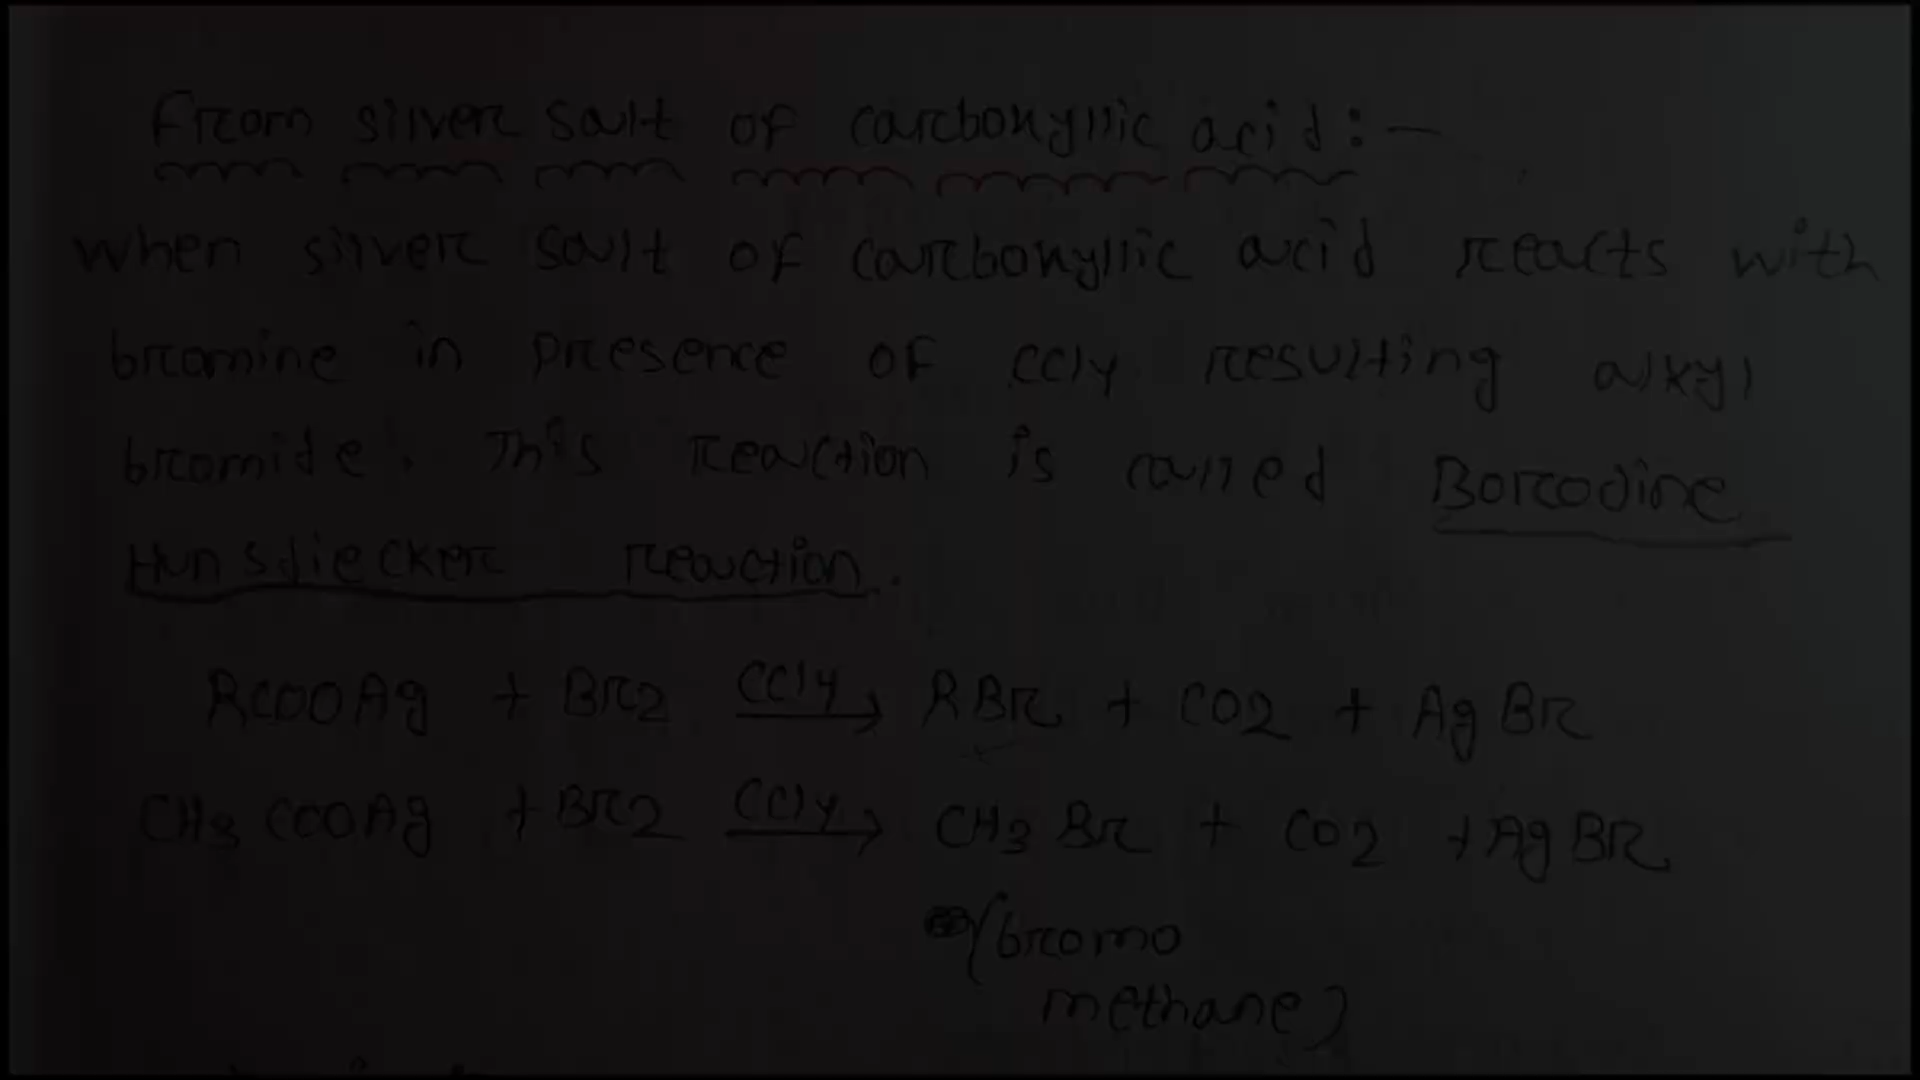 From silver salt of carboxyllic acid:-
when silver salt of carboxyllic acid reacts with
bromine in presence of ccl4 resulting alkyl
bromide. This reaction is called Borodine
Hunsdiecker reaction.
RCOOAg + Br2 CCl4→ RBr + CO2 + AgBr
CH3COOAg + Br2 CCl4→ CH3Br + CO2 + AgBr
(bromo
methane)